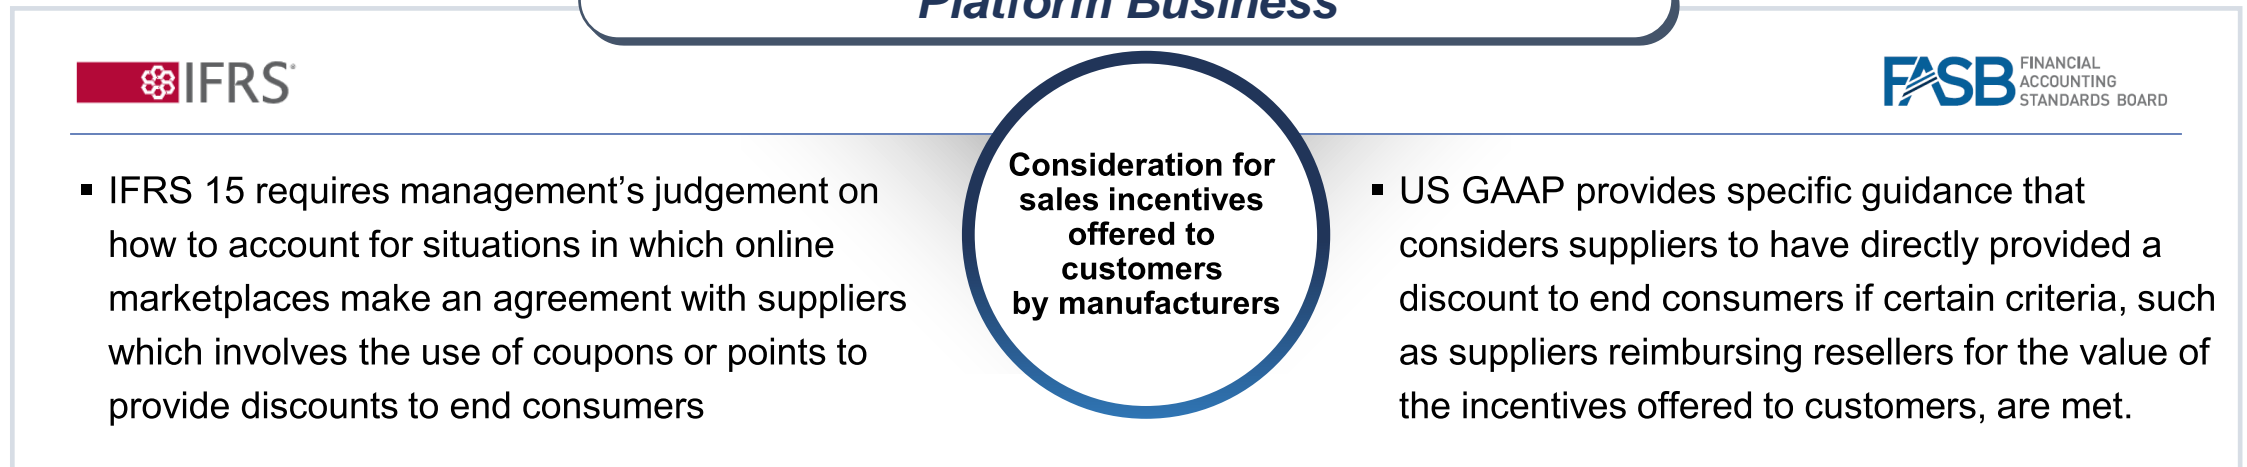 Platform Business
IFRS
FASB
FINANCIAL
ACCOUNTING
STANDARDS BOARD
▪ IFRS 15 requires management’s judgement on
how to account for situations in which online
marketplaces make an agreement with suppliers
which involves the use of coupons or points to
provide discounts to end consumers
Consideration for
sales incentives
offered to
customers
by manufacturers
▪ US GAAP provides specific guidance that
considers suppliers to have directly provided a
discount to end consumers if certain criteria, such
as suppliers reimbursing resellers for the value of
the incentives offered to customers, are met.